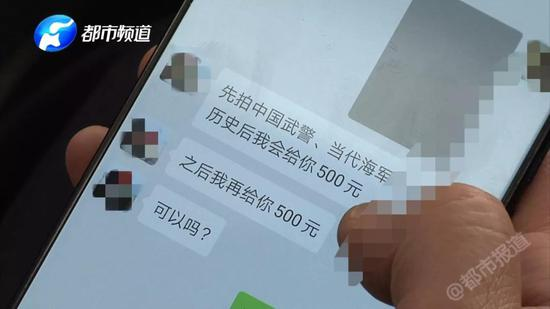 都市频道
先拍中国武警、当代海军
历史后我会给你500元
之后我再给你500元
可以吗？
@都市报道